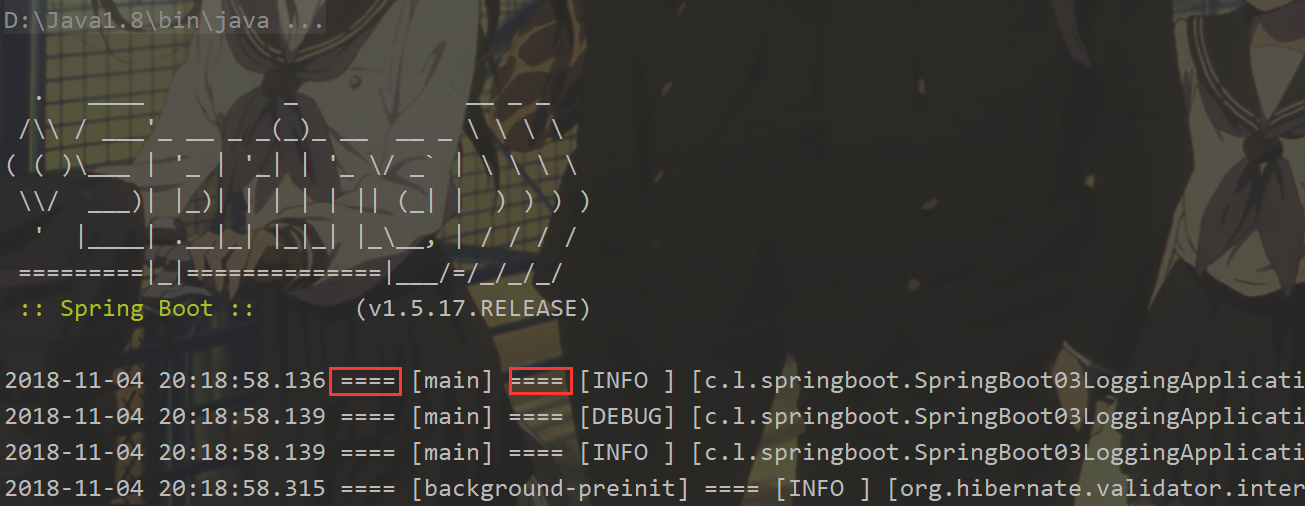 D:\Java1.8\bin\java ...
  .   ____          _            __ _ _
 /\\ / ___'_ __ _ _(_)_ __  __ _ \ \ \ \
( ( )\___ | '_ | '_| | '_ \/ _` | \ \ \ \
 \\/  ___)| |_)| | | | | || (_| |  ) ) ) )
  '  |____| .__|_| |_|_| |_\__, | / / / /
 =========|_|==============|___/=/_/_/_/
 :: Spring Boot ::       (v1.5.17.RELEASE)
2018-11-04 20:18:58.136 ==== [main] ==== [INFO ] [c.l.springboot.SpringBoot03LoggingApplicati
2018-11-04 20:18:58.139 ==== [main] ==== [DEBUG] [c.l.springboot.SpringBoot03LoggingApplicati
2018-11-04 20:18:58.139 ==== [main] ==== [INFO ] [c.l.springboot.SpringBoot03LoggingApplicati
2018-11-04 20:18:58.315 ==== [background-preinit] ==== [INFO ] [org.hibernate.validator.inter